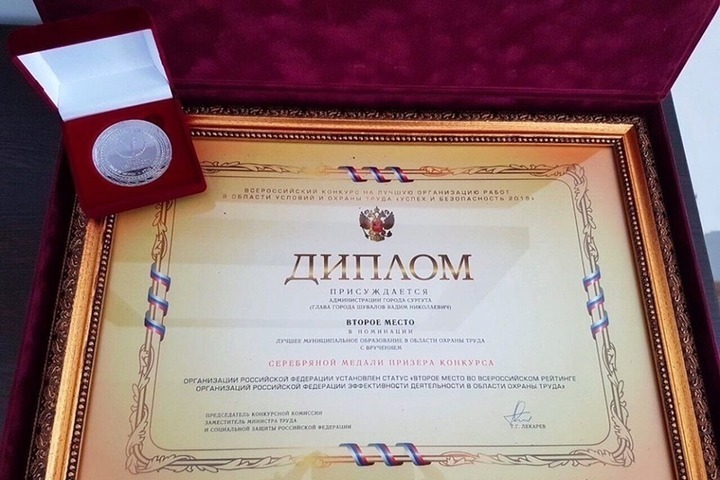 ВСЕРОССИЙСКИЙ КОНКУРС НА ЛУЧШУЮ ОРГАНИЗАЦИЮ РАБОТ
В ОБЛАСТИ УСЛОВИЙ И ОХРАНЫ ТРУДА «УСПЕХ И БЕЗОПАСНОСТЬ 2018»
ДИПЛОМ
ПРИСУЖДАЕТСЯ
АДМИНИСТРАЦИИ ГОРОДА СУРГУТА
(ГЛАВА ГОРОДА ШУВАЛОВ ВАДИМ НИКОЛАЕВИЧ)
ВТОРОЕ МЕСТО
В НОМИНАЦИИ
ЛУЧШЕЕ МУНИЦИПАЛЬНОЕ ОБРАЗОВАНИЕ В ОБЛАСТИ ОХРАНЫ ТРУДА
С ВРУЧЕНИЕМ
СЕРЕБРЯНОЙ МЕДАЛИ ПРИЗЕРА КОНКУРСА
ОРГАНИЗАЦИИ РОССИЙСКОЙ ФЕДЕРАЦИИ УСТАНОВЛЕН СТАТУС «ВТОРОЕ МЕСТО ВО ВСЕРОССИЙСКОМ РЕЙТИНГЕ
ОРГАНИЗАЦИЙ РОССИЙСКОЙ ФЕДЕРАЦИИ ЭФФЕКТИВНОСТИ ДЕЯТЕЛЬНОСТИ В ОБЛАСТИ ОХРАНЫ ТРУДА»
ПРЕДСЕДАТЕЛЬ КОНКУРСНОЙ КОМИССИИ
ЗАМЕСТИТЕЛЬ МИНИСТРА ТРУДА
И СОЦИАЛЬНОЙ ЗАЩИТЫ РОССИЙСКОЙ ФЕДЕРАЦИИ
Г.Г. ЛЕКАРЕВ